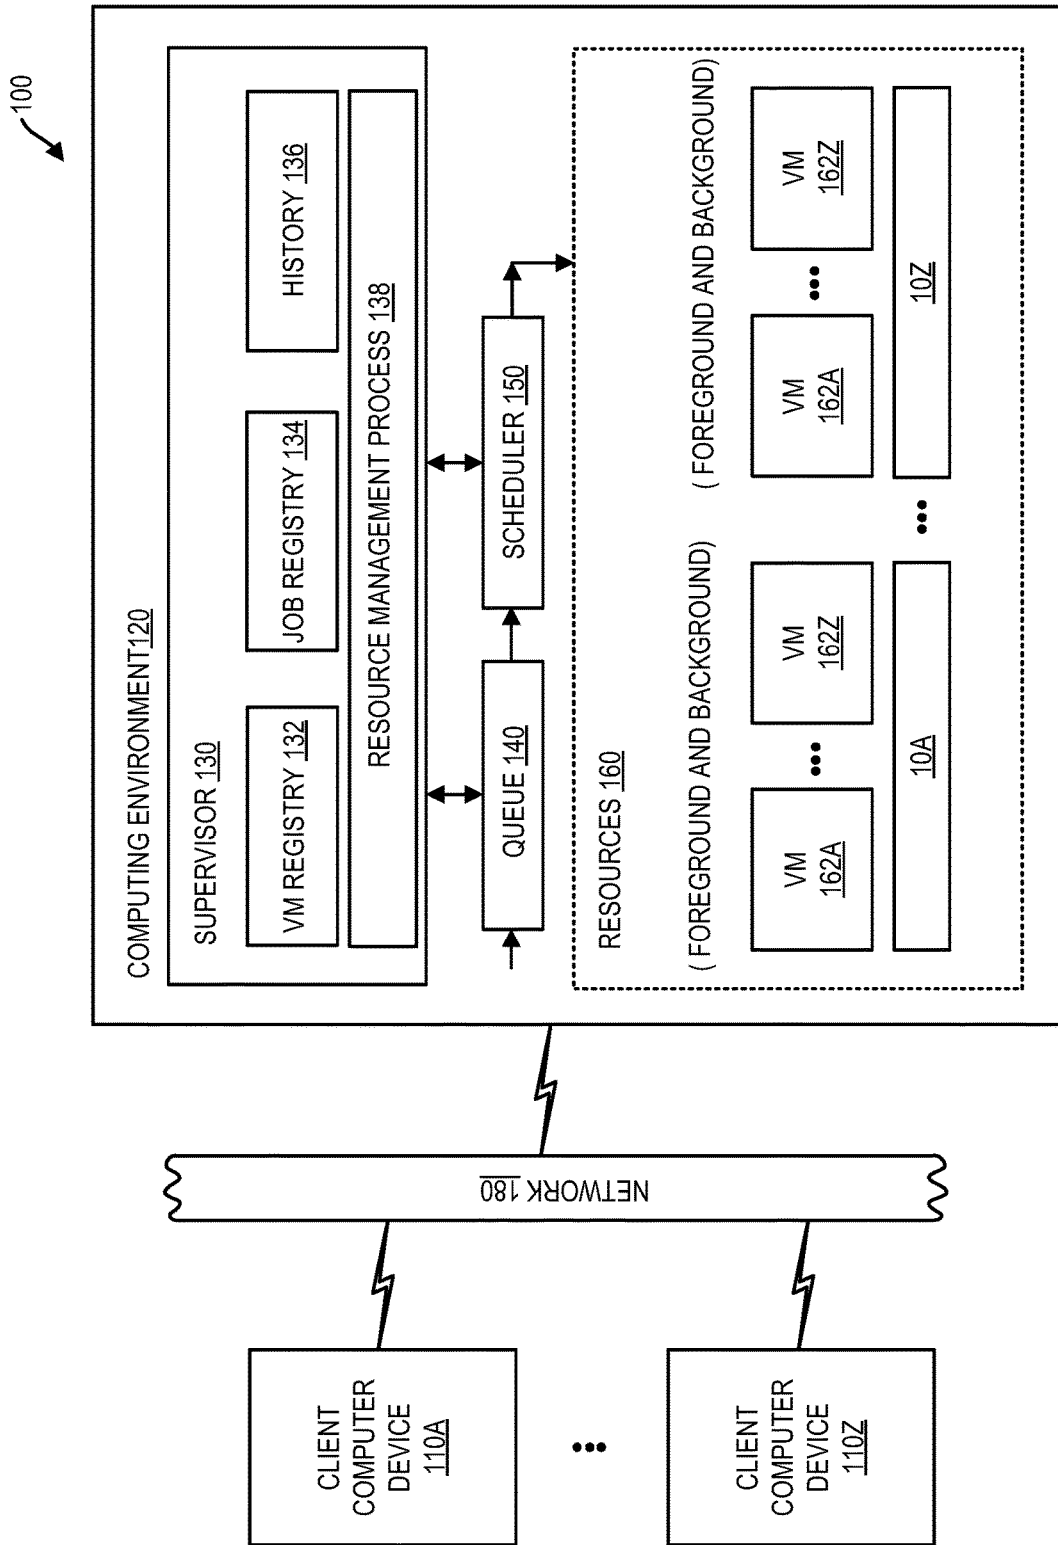 100
COMPUTING ENVIRONMENT120
SUPERVISOR 130
VM REGISTRY 132
JOB REGISTRY 134
HISTORY 136
RESOURCE MANAGEMENT PROCESS 138
QUEUE 140
SCHEDULER 150
RESOURCES 160
( FOREGROUND AND BACKGROUND)
( FOREGROUND AND BACKGROUND)
VM
162A
VM
162Z
VM
162A
VM
162Z
10A
10Z
NETWORK 180
CLIENT
COMPUTER
DEVICE
110A
CLIENT
COMPUTER
DEVICE
110Z